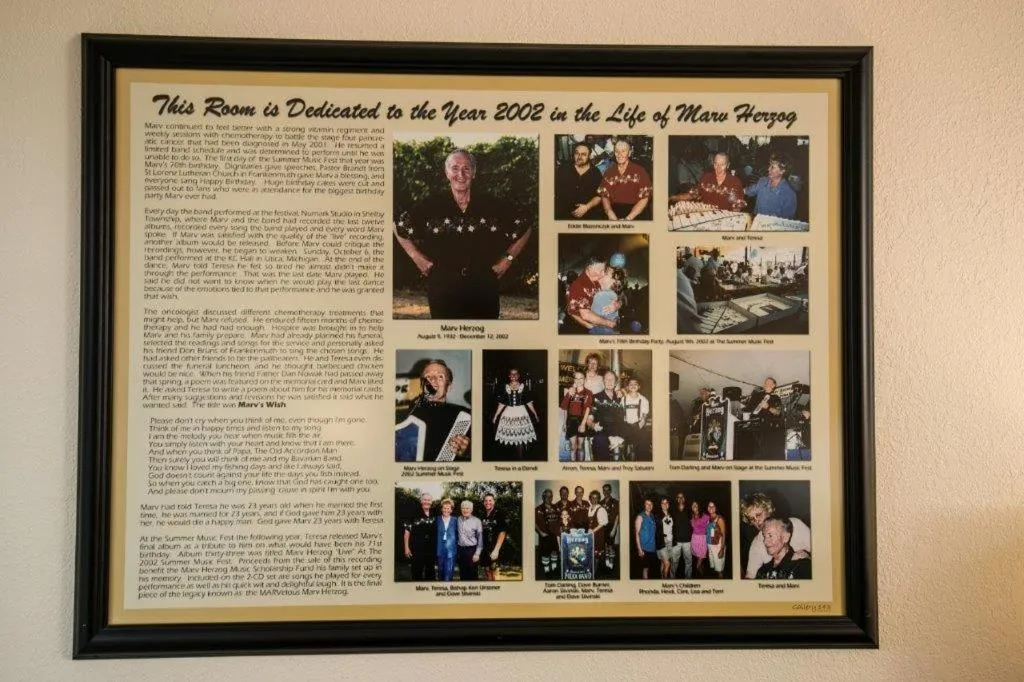 This Room is Dedicated to the Year 2002 in the Life of Marv Herzog
Marv continued to feel better with a strong vitamin regiment and
weekly sessions with chemotherapy to battle the stage four pancre-
atic cancer that had been diagnosed in May 2001. He resumed a
limited band schedule and was determined to perform until he was
unable to do so. The first day of the Summer Music Fest that year was
Marv's 70th birthday. Dignitaries gave speeches, Pastor Brandt from
St Lorenz Lutheran Church in Frankenmuth gave Marv a blessing, and
everyone sang Happy Birthday. Huge birthday cakes were cut and
passed out to fans who were in attendance for the biggest birthday
party Marv ever had.
Every day the band performed at the festival, Numark Studio in Shelby
Township, where Marv and the band had recorded the last twelve
albums, recorded every song the band played and every word Marv
spoke. If Marv was satisfied with the quality of the "live" recording,
another album would be released. Before Marv could critique the
recordings, however, he began to weaken. Sunday, October 6, the
band performed at the KC Hall in Utica, Michigan. At the end of the
dance, Marv told Teresa he felt so tired he almost didn't make it
through the performance. That was the last date Marv played. He
said he did not want to know when he would play the last dance
because of the emotions tied to that performance and he was granted
that wish.
The oncologist discussed different chemotherapy treatments that
might help, but Marv refused. He endured fifteen months of chemo-
therapy and he had had enough. Hospice was brought in to help
Marv and his family prepare. Marv had already planned his funeral,
selected the readings and songs for the service and personally asked
his friend Don Bruns of Frankenmuth to sing the chosen songs. He
had asked other friends to be the pallbearers. He and Teresa even dis-
cussed the funeral luncheon, and he thought barbecued chicken
would be nice. When his friend Father Dan Nowak had passed away
that spring, a poem was featured on the memorial card and Marv liked
it. He asked Teresa to write a poem about him for his memorial cards.
After many suggestions and revisions he was satisfied it said what he
wanted said. The title was Marv's Wish
Please don't cry when you think of me, even though I'm gone.
Think of me in happy times and listen to my song.
I am the melody you hear when music fills the air.
You simply listen with your heart and know that I am there.
And when you think of Papa, The Old Accordion Man
Then surely you will think of me and my Bavarian Band.
You know I loved my fishing days and like I always said,
God doesn't count against your life the days you fish instead.
So when you catch a big one, know that God has caught one too,
And please don't mourn my passing 'cause in spirit I'm with you.
Marv had told Teresa he was 23 years old when he married the first
time, he was married for 23 years, and if God gave him 23 years with
her, he would die a happy man. God gave Marv 23 years with Teresa.
At the Summer Music Fest the following year, Teresa released Marv's
final album as a tribute to him on what would have been his 71st
birthday. Album thirty-three was titled Marv Herzog "Live" At The
2002 Summer Music Fest. Proceeds from the sale of this recording
benefit the Marv Herzog Music Scholarship Fund his family set up in
his memory. Included on the 2-CD set are songs he played for every
performance as well as his quick wit and delightful laugh. It is the final
piece of the legacy known as the MARVelous Marv Herzog.
Marv Herzog
August 9, 1932 - December 12, 2002
Eddie Blazonczyk and Marv
Marv and Teresa
Marv's 70th Birthday Party, August 9th, 2002 at The Summer Music Fest
Marv Herzog on Stage
2002 Summer Music Fest
Teresa in a Dirndl
Tom Darling and Marv on Stage at the Summer Music Fest
Herzog
Marv, Teresa, Bishop Ken Untener
and Dave Slivinski
Herzog
Tom Darling, Dave Burner,
Aaron Slivinski, Marv, Teresa
and Dave Slivinski
Marv's Children
Rhonda, Heidi, Clint, Lisa and Terri
Teresa and Marv